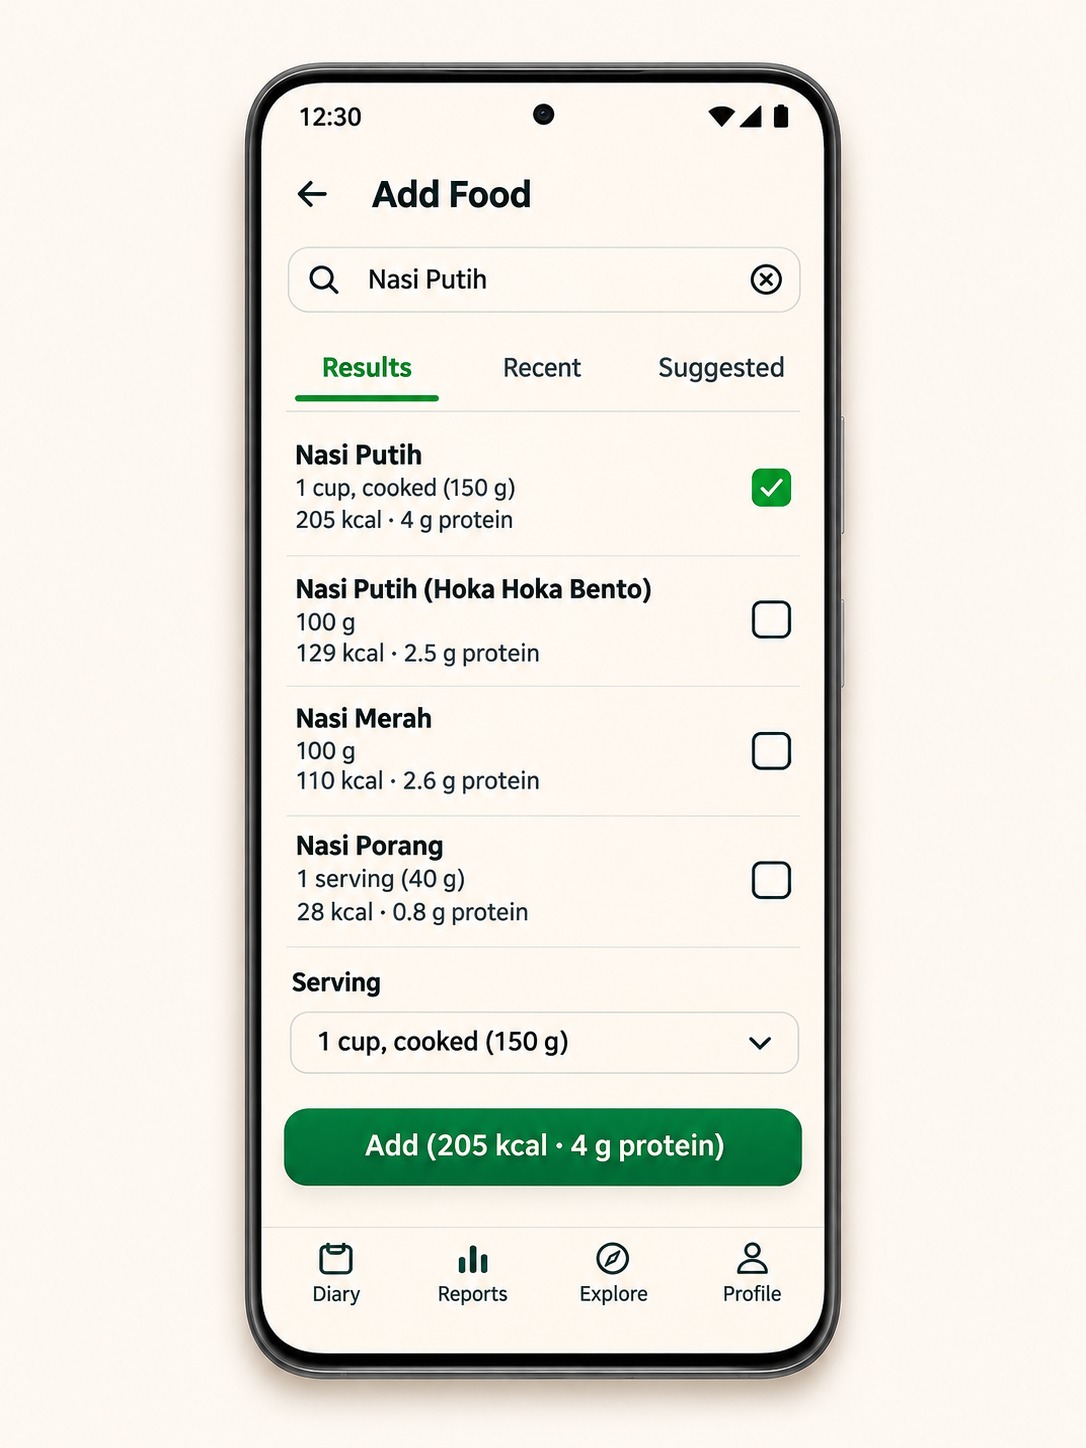 12:30
Add Food
Nasi Putih
Results Recent Suggested
Nasi Putih
1 cup, cooked (150 g)
205 kcal · 4 g protein
Nasi Putih (Hoka Hoka Bento)
100 g
129 kcal · 2.5 g protein
Nasi Merah
100 g
110 kcal · 2.6 g protein
Nasi Porang
1 serving (40 g)
28 kcal · 0.8 g protein
Serving
1 cup, cooked (150 g)
Add (205 kcal · 4 g protein)
Diary Reports Explore Profile